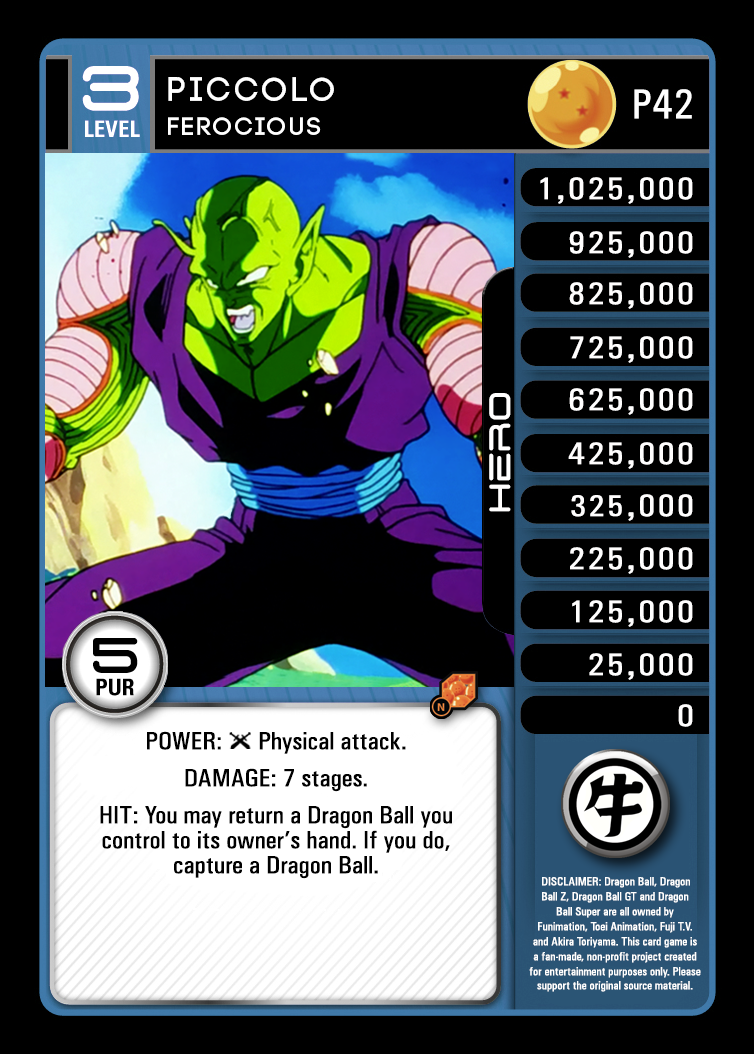 3
LEVEL
PICCOLO
FEROCIOUS
P42
1,025,000
925,000
825,000
725,000
625,000
425,000
325,000
225,000
125,000
25,000
0
HERO
5
PUR
N
POWER: Physical attack.
DAMAGE: 7 stages.
HIT: You may return a Dragon Ball you
control to its owner's hand. If you do,
capture a Dragon Ball.
牛
DISCLAIMER: Dragon Ball, Dragon
Ball Z, Dragon Ball GT and Dragon
Ball Super are all owned by
Funimation, Toei Animation, Fuji T.V.
and Akira Toriyama. This card game is
a fan-made, non-profit project created
for entertainment purposes only. Please
support the original source material.